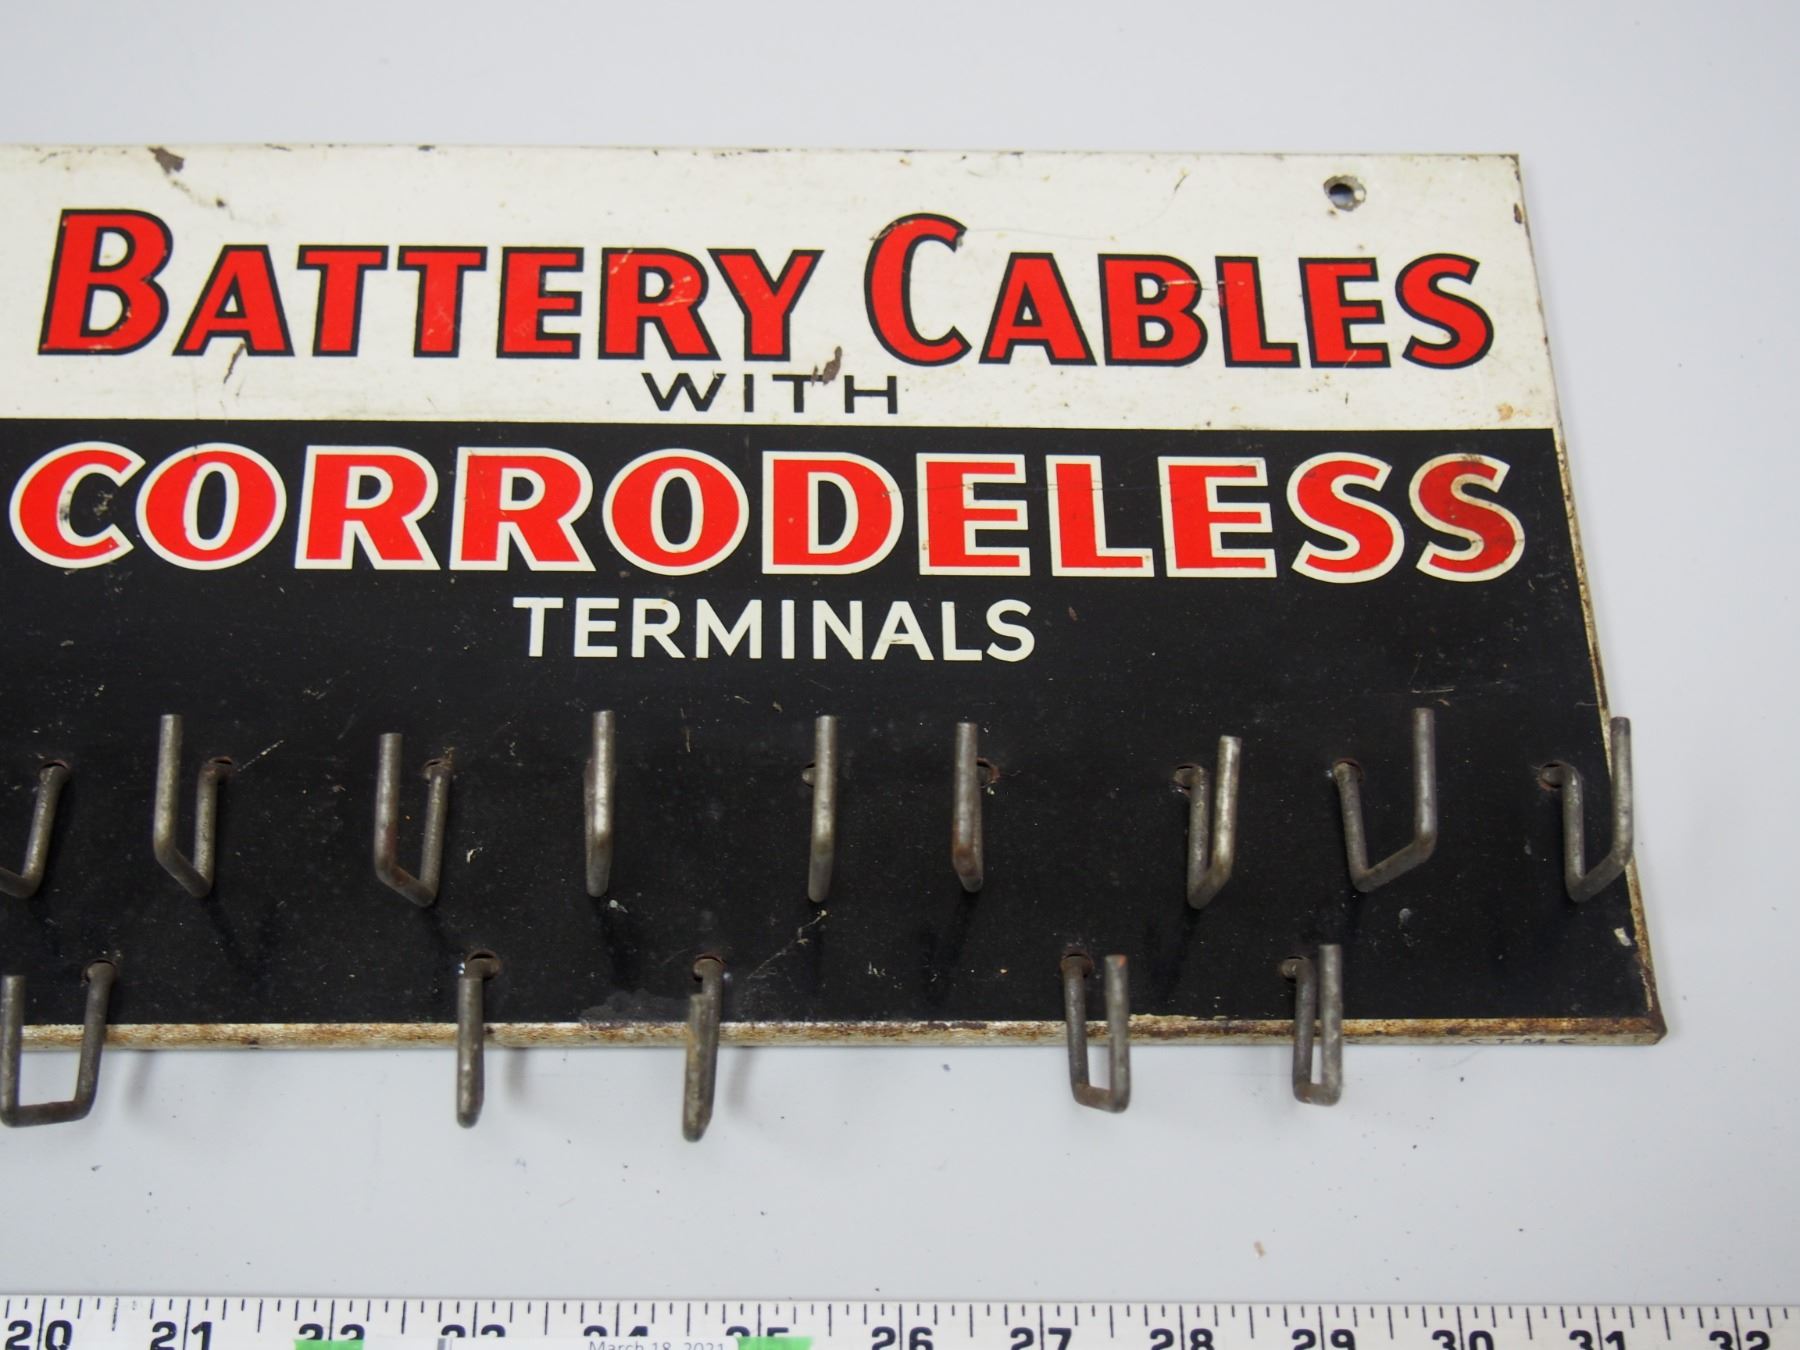 BATTERY CABLES
WITH
CORRODELESS
TERMINALS
C.T.M.C.
20 21 22 23 24 25 26 27 28 29 30 31 32
March 18, 2021